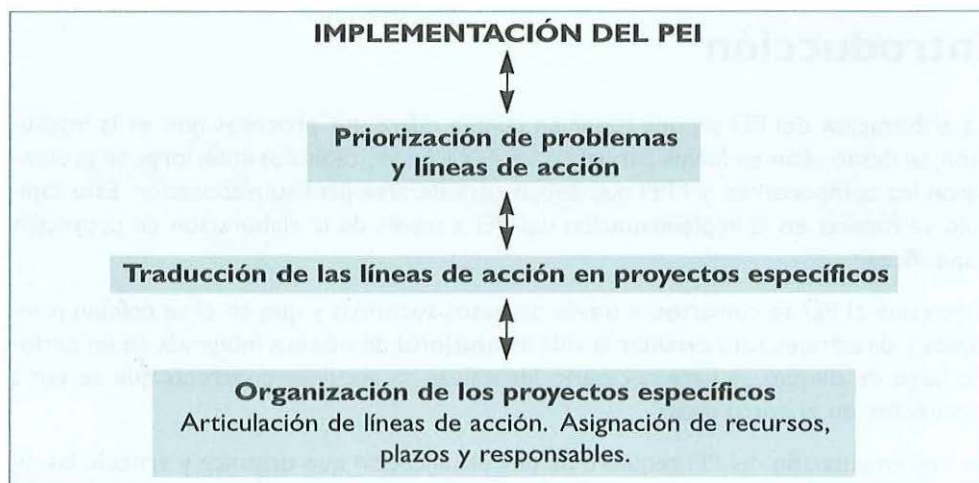 IMPLEMENTACIÓN DEL PEI
Priorización de problemas
y líneas de acción
Traducción de las líneas de acción en proyectos específicos
Organización de los proyectos específicos
Articulación de líneas de acción. Asignación de recursos,
plazos y responsables.